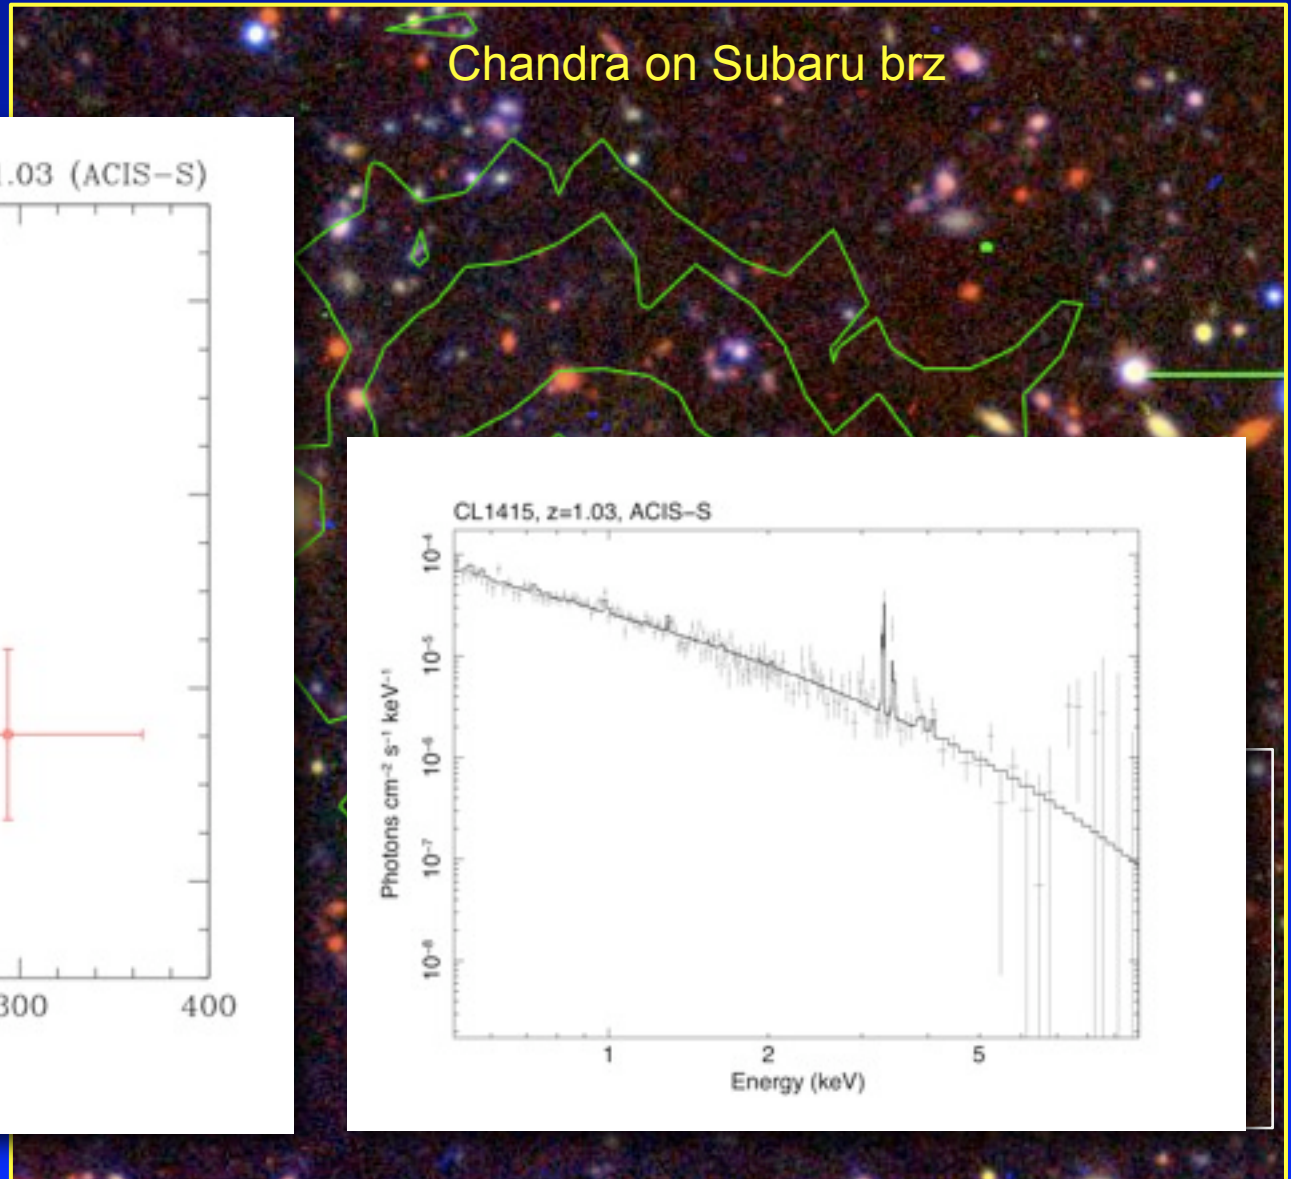 Chandra on Subaru brz
.03 (ACIS−S)
300
400
CL1415, z=1.03, ACIS−S
10⁻⁴
10⁻⁵
10⁻⁶
10⁻⁷
10⁻⁸
Photons cm⁻² s⁻¹ keV⁻¹
1
2
5
Energy (keV)